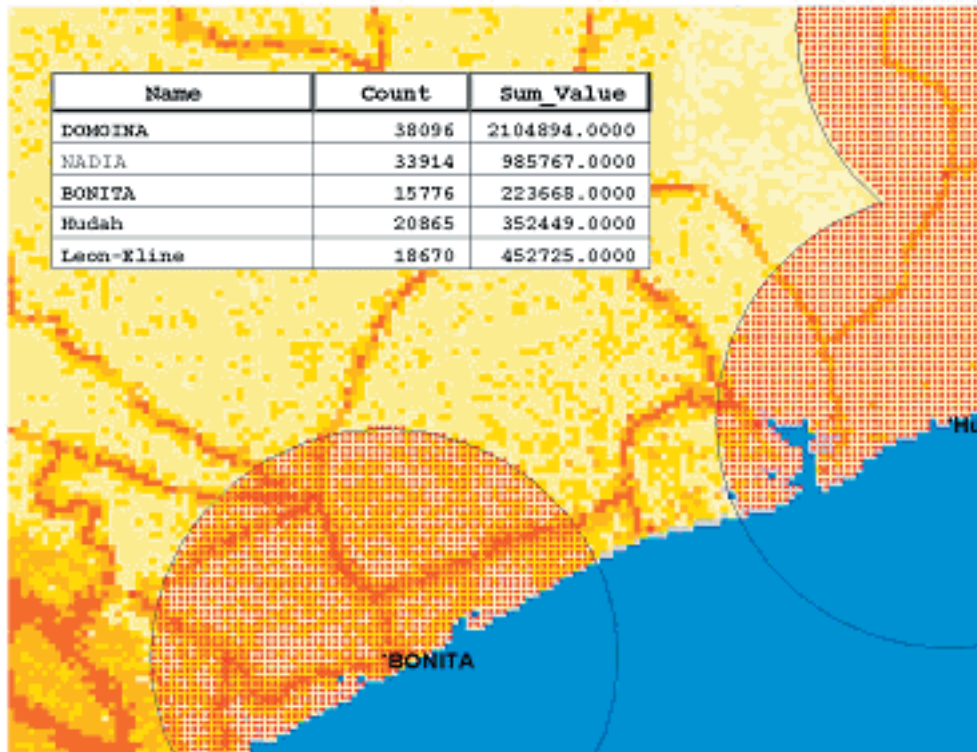 Name Count Sum_Value
DOMOINA 38096 2104894.0000
NADIA 33914 985767.0000
BONITA 15776 223668.0000
Hudah 20865 352449.0000
Leon-Eline 18670 452725.0000
'Hu
'BONITA